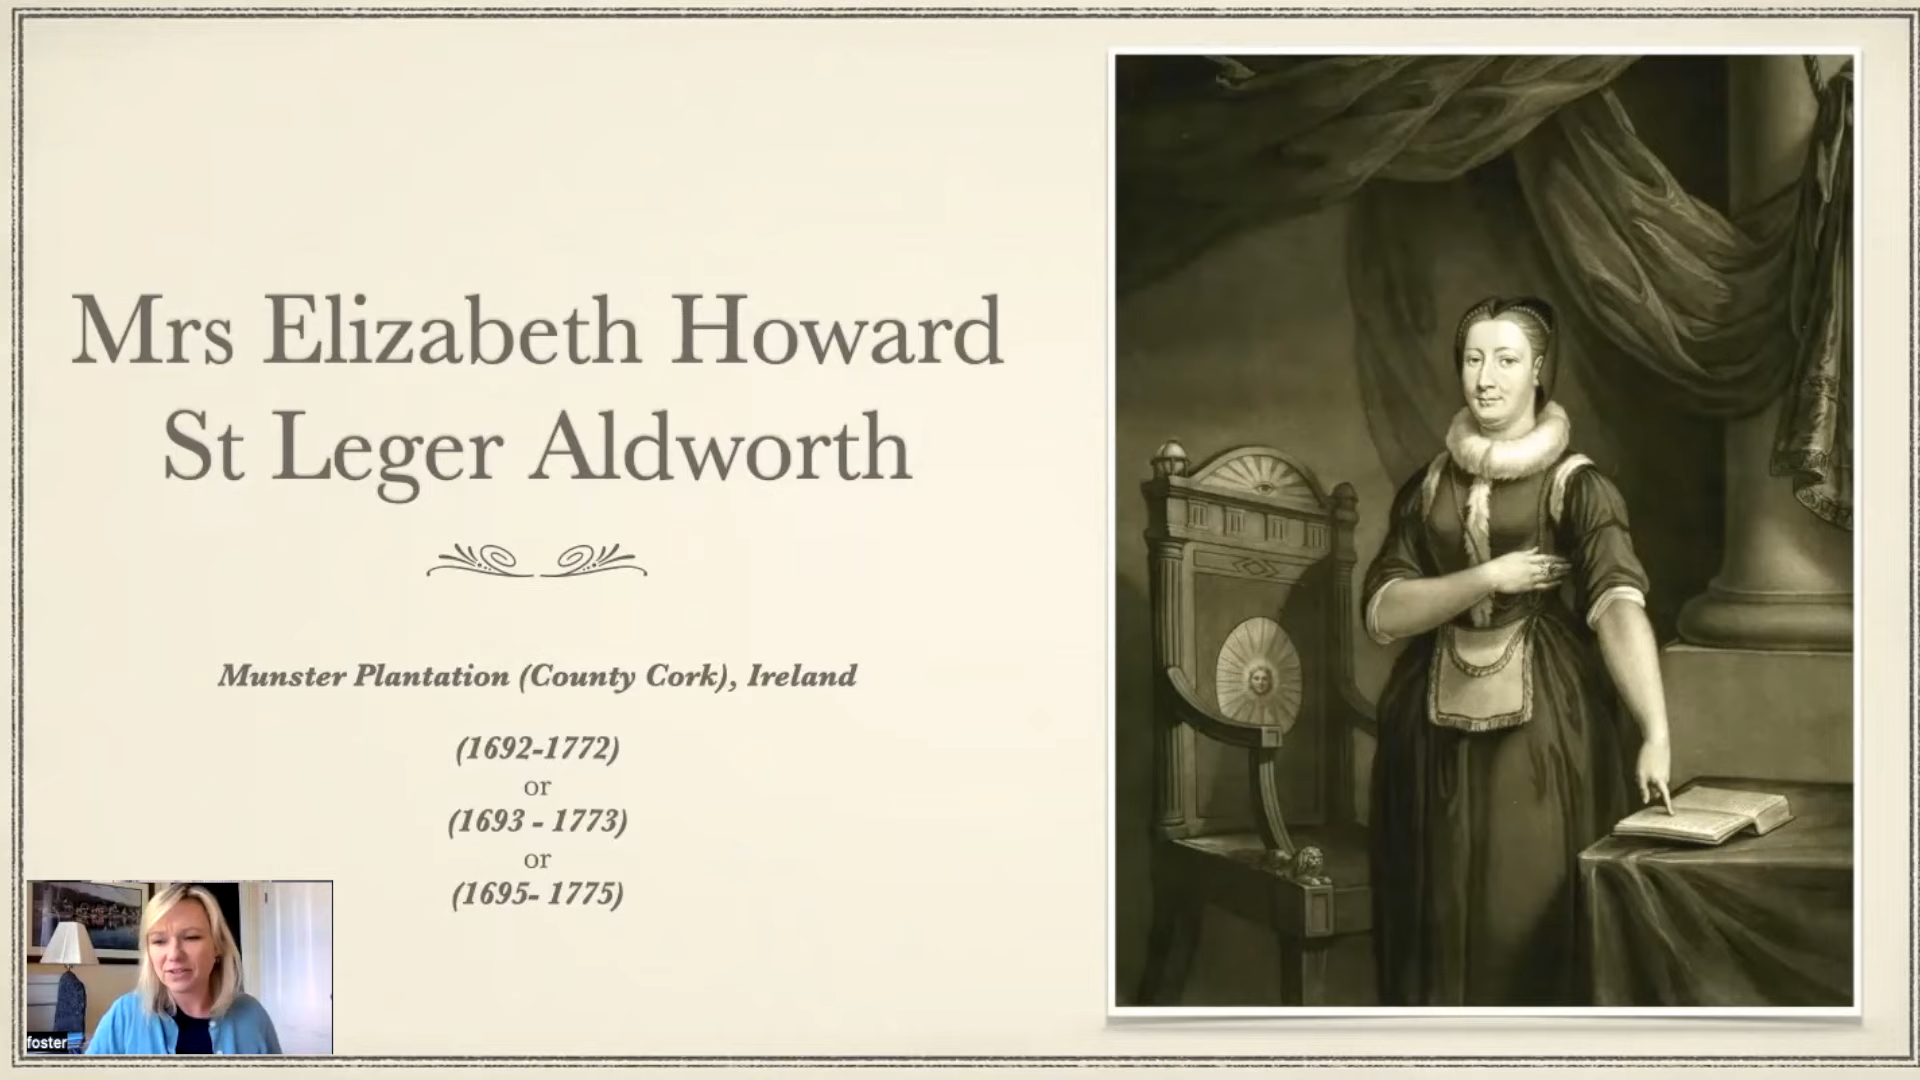 Mrs Elizabeth Howard
St Leger Aldworth
Munster Plantation (County Cork), Ireland
(1692-1772)
or
(1693 - 1773)
or
(1695- 1775)
foster